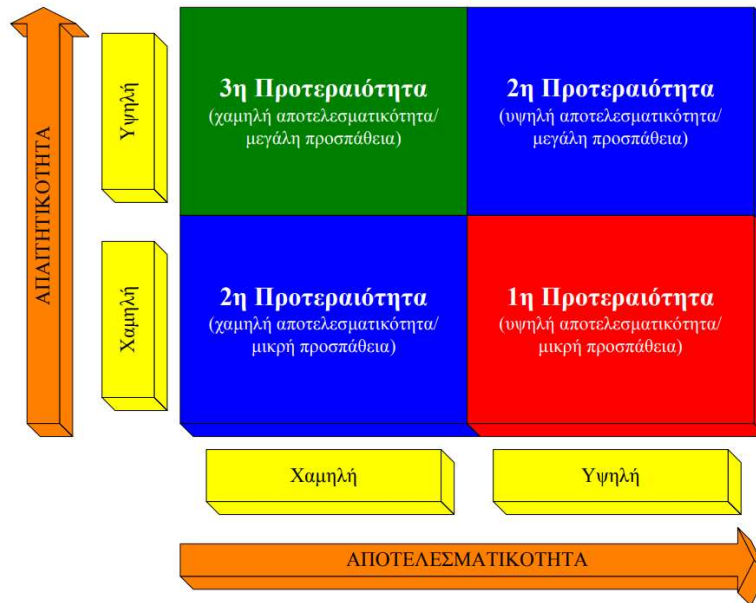 ΑΠΑΙΤΗΤΙΚΟΤΗΤΑ
Υψηλή
3η Προτεραιότητα
(χαμηλή αποτελεσματικότητα/
μεγάλη προσπάθεια)
2η Προτεραιότητα
(υψηλή αποτελεσματικότητα/
μεγάλη προσπάθεια)
Χαμηλή
2η Προτεραιότητα
(χαμηλή αποτελεσματικότητα/
μικρή προσπάθεια)
1η Προτεραιότητα
(υψηλή αποτελεσματικότητα/
μικρή προσπάθεια)
Χαμηλή
Υψηλή
ΑΠΟΤΕΛΕΣΜΑΤΙΚΟΤΗΤΑ